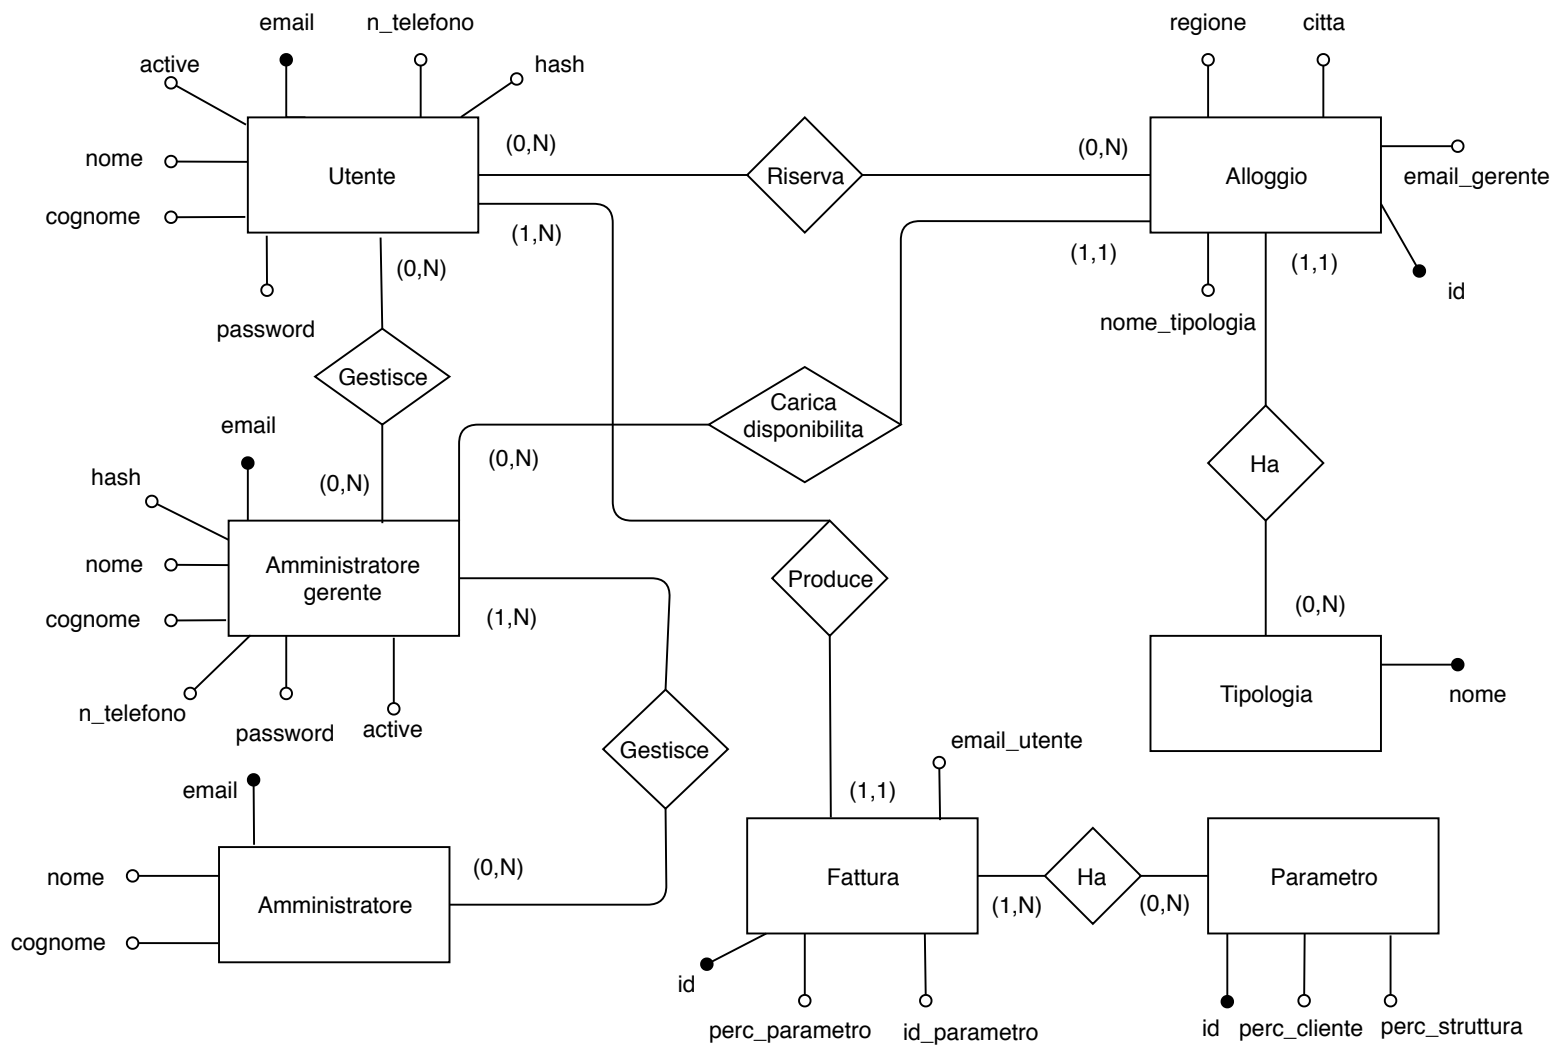 email
n_telefono
regione
citta
active
hash
nome
(0,N)
(0,N)
Utente
Riserva
Alloggio
email_gerente
cognome
(1,N)
(0,N)
(1,1)
(1,1)
id
password
nome_tipologia
Gestisce
Carica
disponibilita
email
(0,N)
Ha
hash
(0,N)
nome
Amministratore
gerente
Produce
cognome
(1,N)
(0,N)
n_telefono
password
active
Tipologia
nome
Gestisce
email_utente
email
(1,1)
(0,N)
nome
Fattura
Ha
Parametro
Amministratore
(1,N)
(0,N)
cognome
id
perc_parametro
id_parametro
id
perc_cliente
perc_struttura